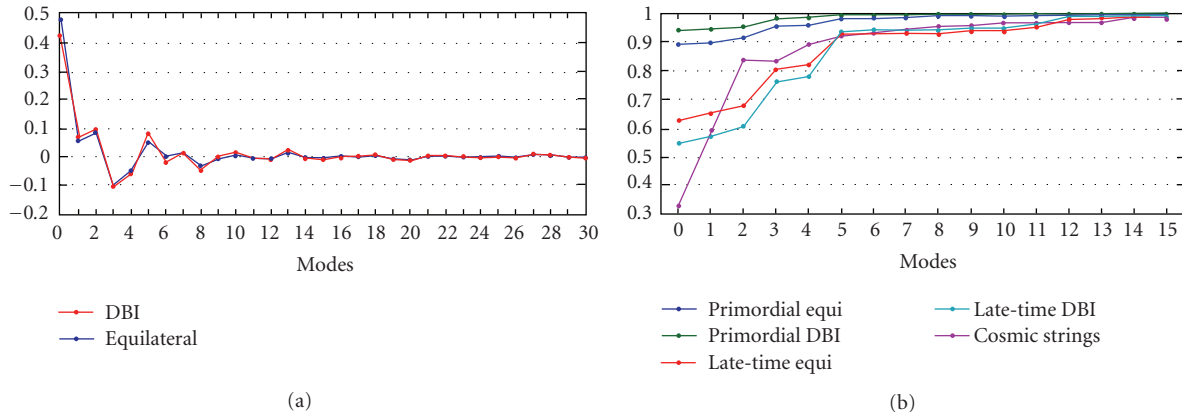 0.5
0.4
0.3
0.2
0.1
0
−0.1
−0.2
0 2 4 6 8 10 12 14 16 18 20 22 24 26 28 30
Modes
DBI
Equilateral
(a)
1
0.9
0.8
0.7
0.6
0.5
0.4
0.3
0 1 2 3 4 5 6 7 8 9 10 11 12 13 14 15
Modes
Primordial equi
Primordial DBI
Late-time equi
Late-time DBI
Cosmic strings
(b)